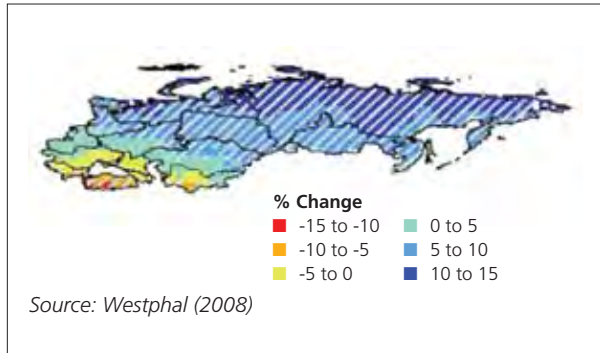 % Change
-15 to -10
0 to 5
-10 to -5
5 to 10
-5 to 0
10 to 15
Source: Westphal (2008)